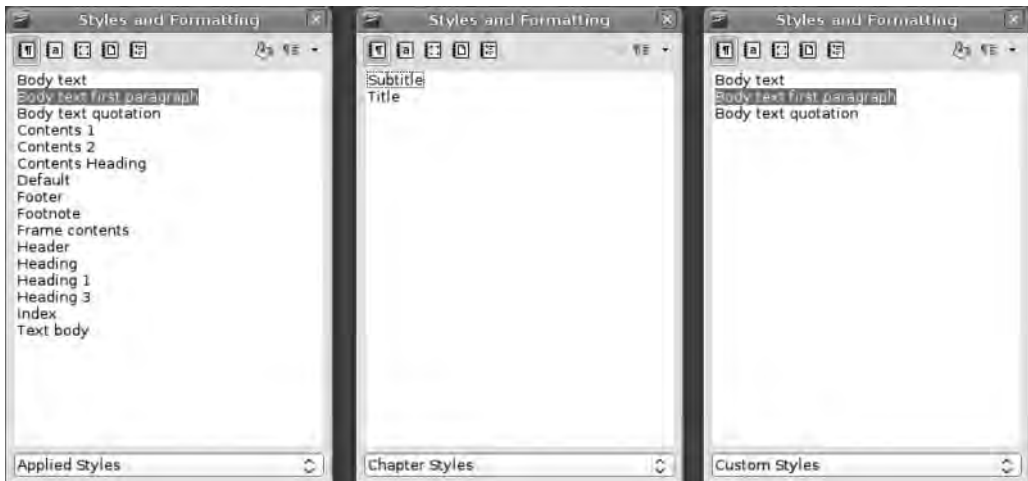 Styles and Formatting
Body text
Body text first paragraph
Body text quotation
Contents 1
Contents 2
Contents Heading
Default
Footer
Footnote
Frame contents
Header
Heading
Heading 1
Heading 3
Index
Text body
Applied Styles
Styles and Formatting
Subtitle
Title
Chapter Styles
Styles and Formatting
Body text
Body text first paragraph
Body text quotation
Custom Styles